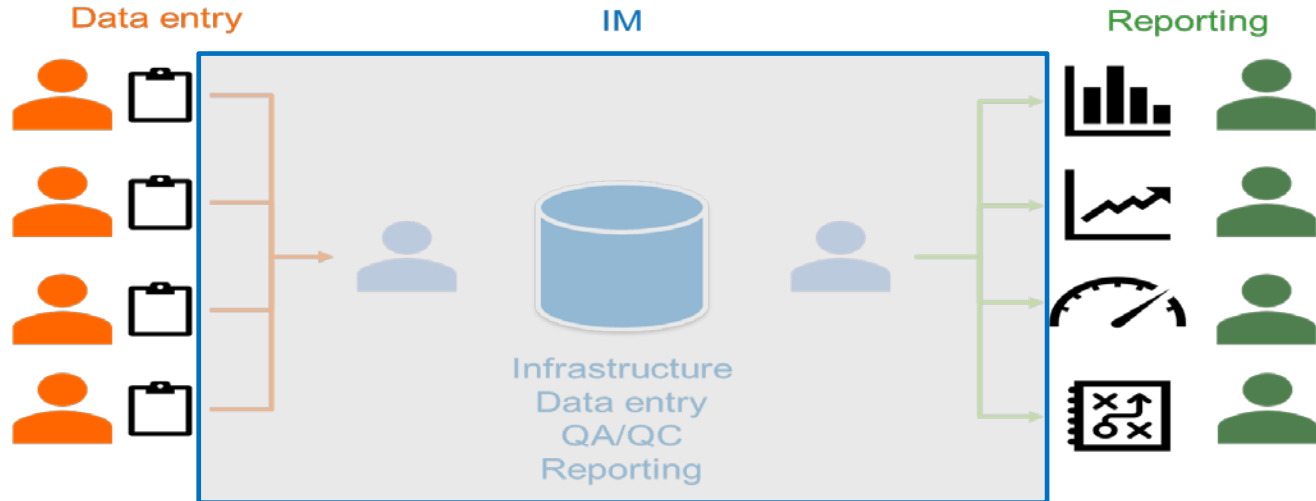 Data entry
IM
Reporting
Infrastructure
Data entry
QA/QC
Reporting